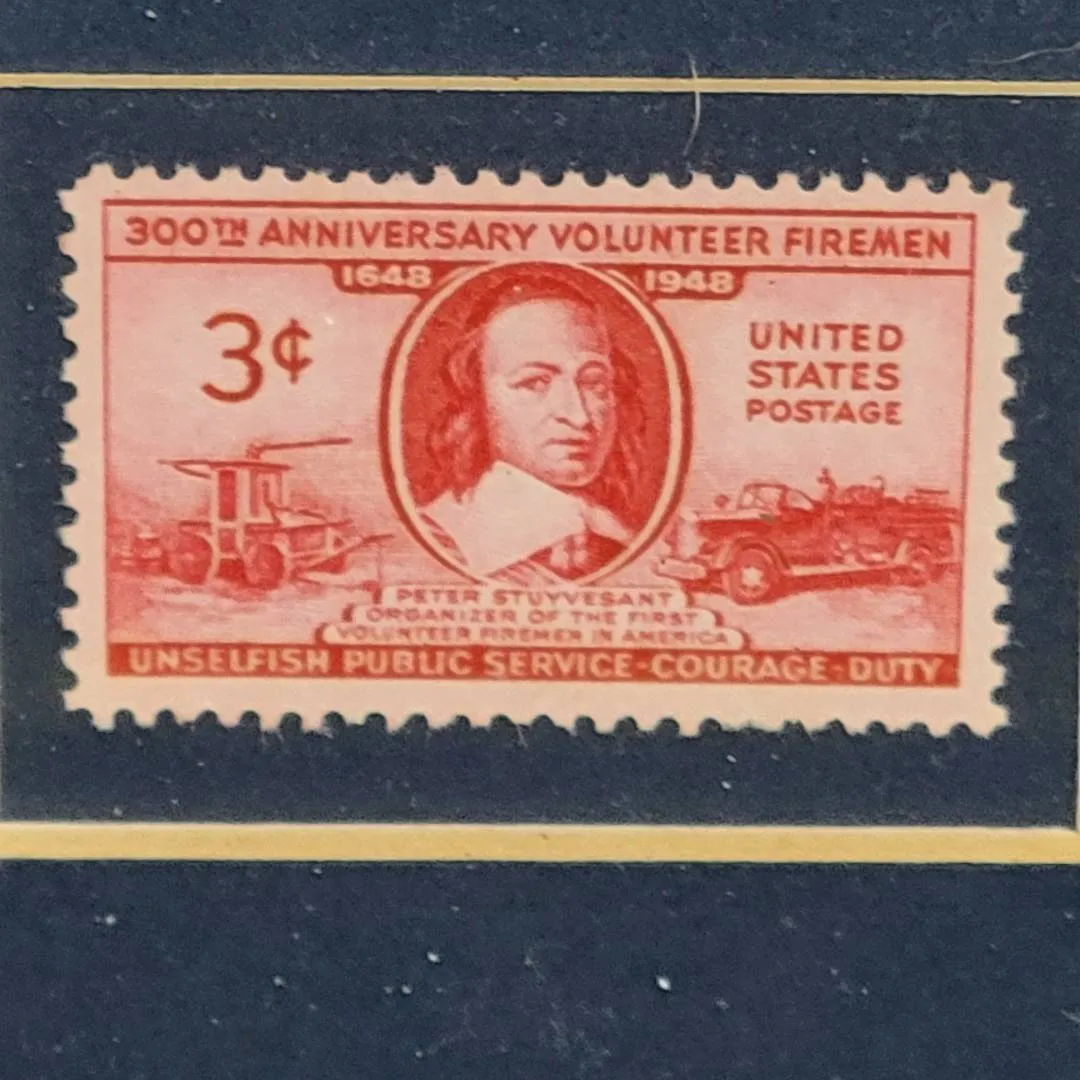 300TH ANNIVERSARY VOLUNTEER FIREMEN
1648 1948
3¢
UNITED
STATES
POSTAGE
PETER STUYVESANT
ORGANIZER OF THE FIRST
VOLUNTEER FIREMEN IN AMERICA
UNSELFISH PUBLIC SERVICE-COURAGE-DUTY